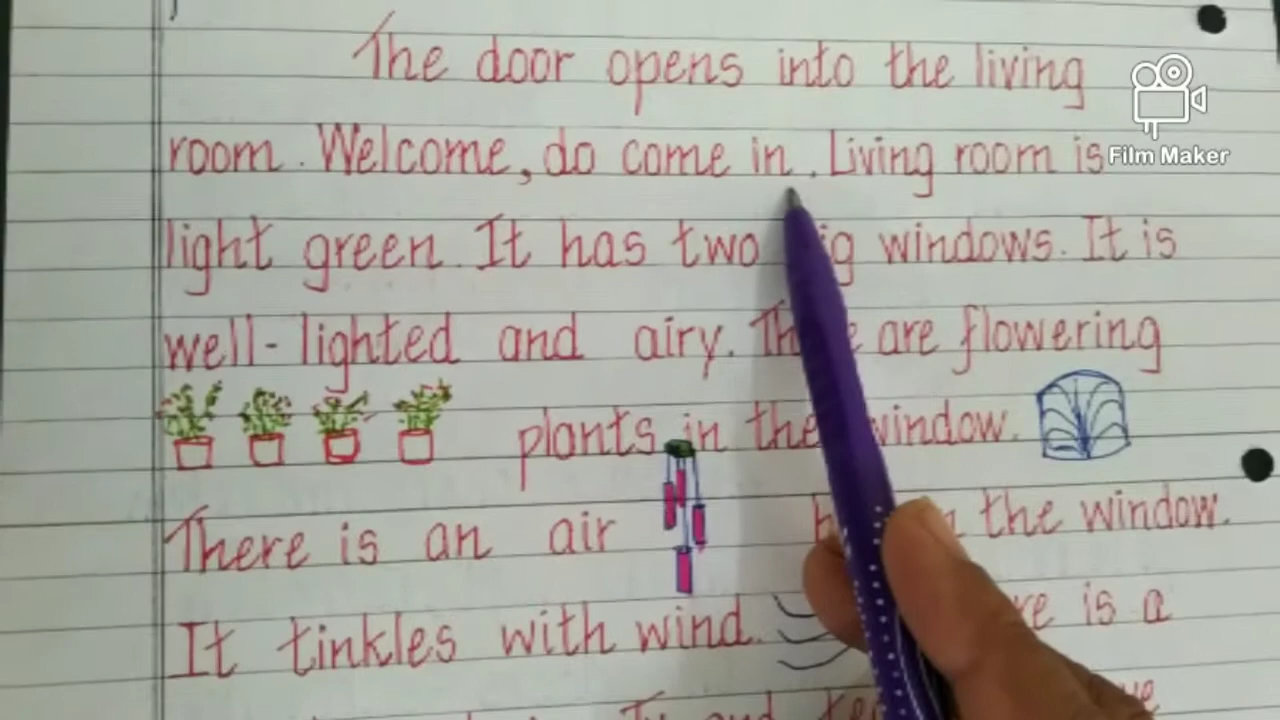 The door opens into the living
room. Welcome, do come in. Living room is
light green. It has two windows. It is
well-lighted and airy. are flowering
plants in the window.
There is an air the window.
It tinkles with wind. is a
and
Film Maker